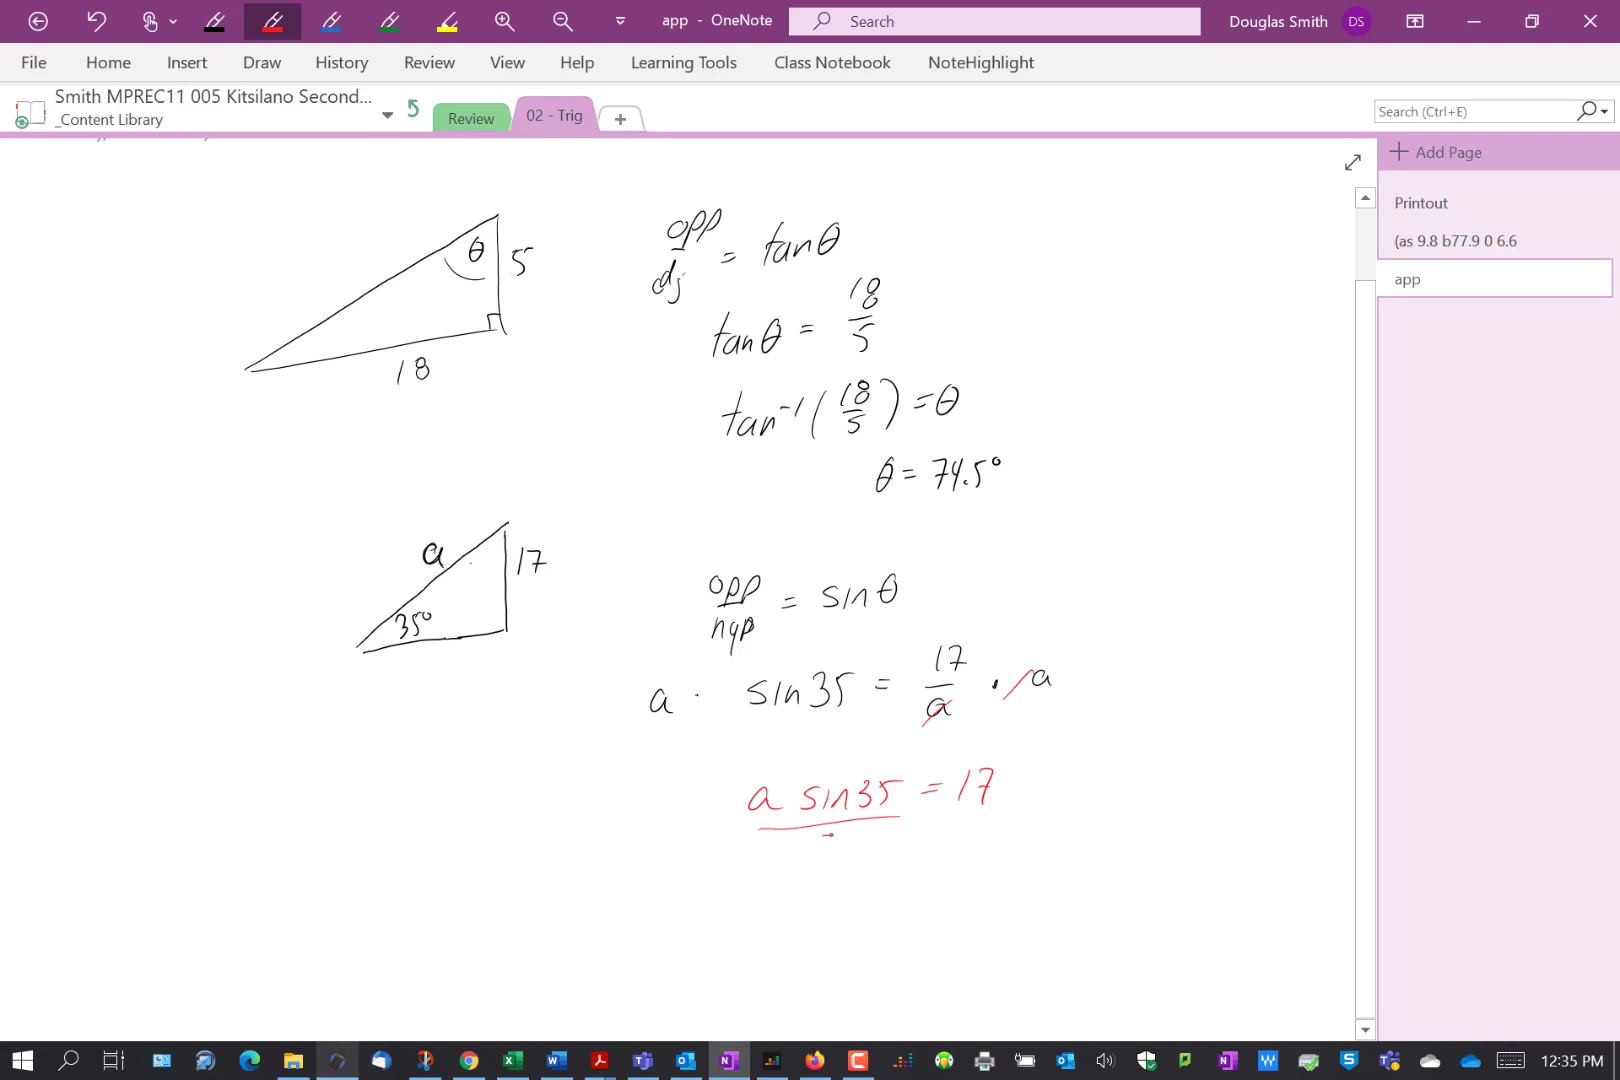 app - OneNote
Search
Douglas Smith
DS
File Home Insert Draw History Review View Help Learning Tools Class Notebook NoteHighlight
Smith MPREC11 005 Kitsilano Second...
_Content Library
Review
02 - Trig
Search (Ctrl+E)
Add Page
Printout
(as 9.8 b77.9 0 6.6
app
θ
5
18
opp/dj = tanθ
tanθ = 18/5
tan⁻¹(18/5) = θ
θ = 74.5°
a
17
35°
opp/hyp = sinθ
a · sin35 = 17/a · a
a sin35 = 17
12:35 PM